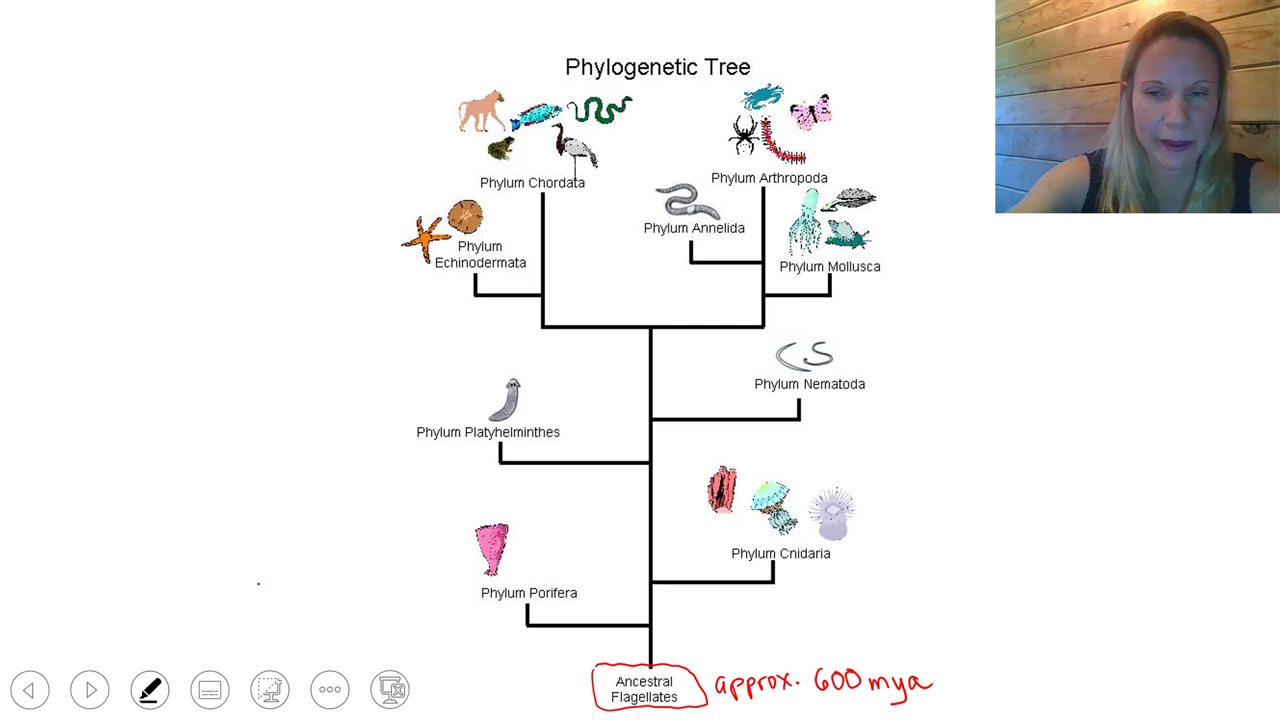 Phylogenetic Tree
Phylum Chordata
Phylum Arthropoda
Phylum Annelida
Phylum
Echinodermata
Phylum Mollusca
Phylum Nematoda
Phylum Platyhelminthes
Phylum Cnidaria
Phylum Porifera
Ancestral
Flagellates
approx. 600 mya